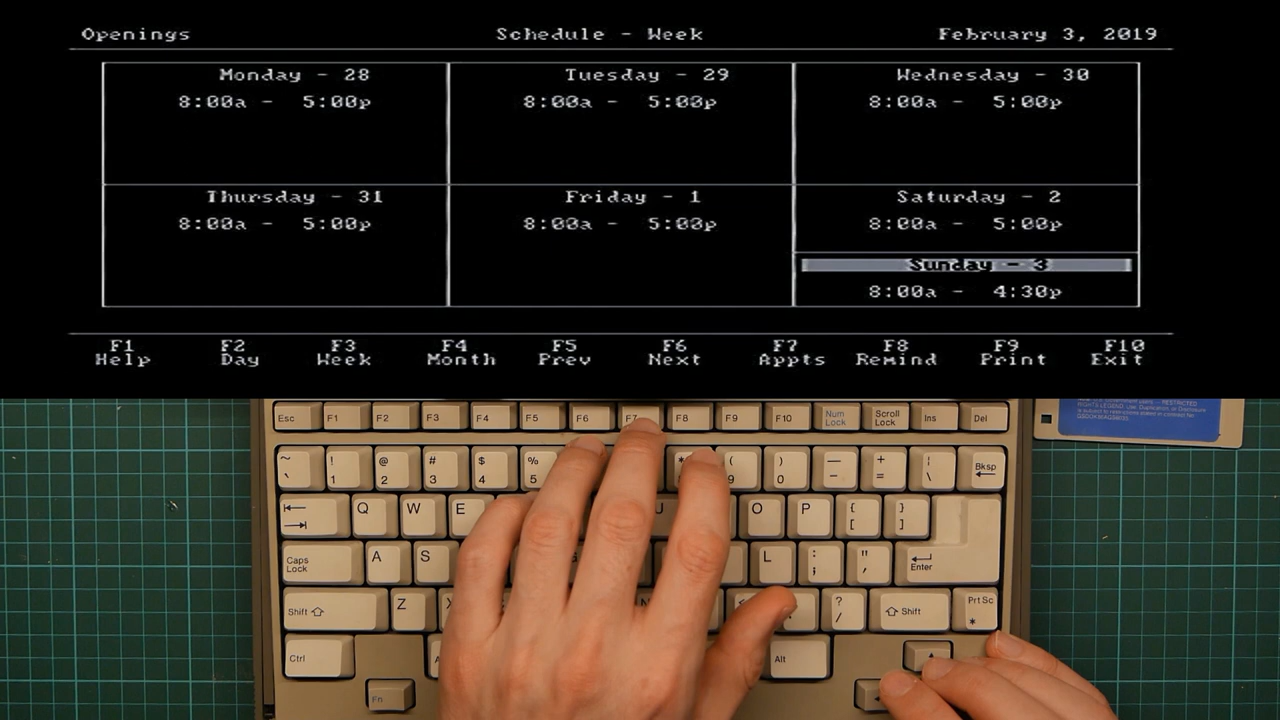 Openings Schedule - Week February 3, 2019
Monday - 28 Tuesday - 29 Wednesday - 30
8:00a - 5:00p 8:00a - 5:00p 8:00a - 5:00p
Thursday - 31 Friday - 1 Saturday - 2
8:00a - 5:00p 8:00a - 5:00p 8:00a - 5:00p
Sunday - 3
8:00a - 4:30p
F1 F2 F3 F4 F5 F6 F7 F8 F9 F10
Help Day Week Month Prev Next Appts Remind Print Exit
Esc F1 F2 F3 F4 F5 F6 F7 F8 F9 F10 Num Lock Scroll Lock Ins Del
~ ! @ # $ % * ( ) — + ¦
` 1 2 3 4 5 9 0 - = \ Bksp
Q W E U O P { [ } ]
Caps Lock A S L : ; " ' Enter
Shift Z X < ? / Shift Prt Sc *
Ctrl A Alt
Fn